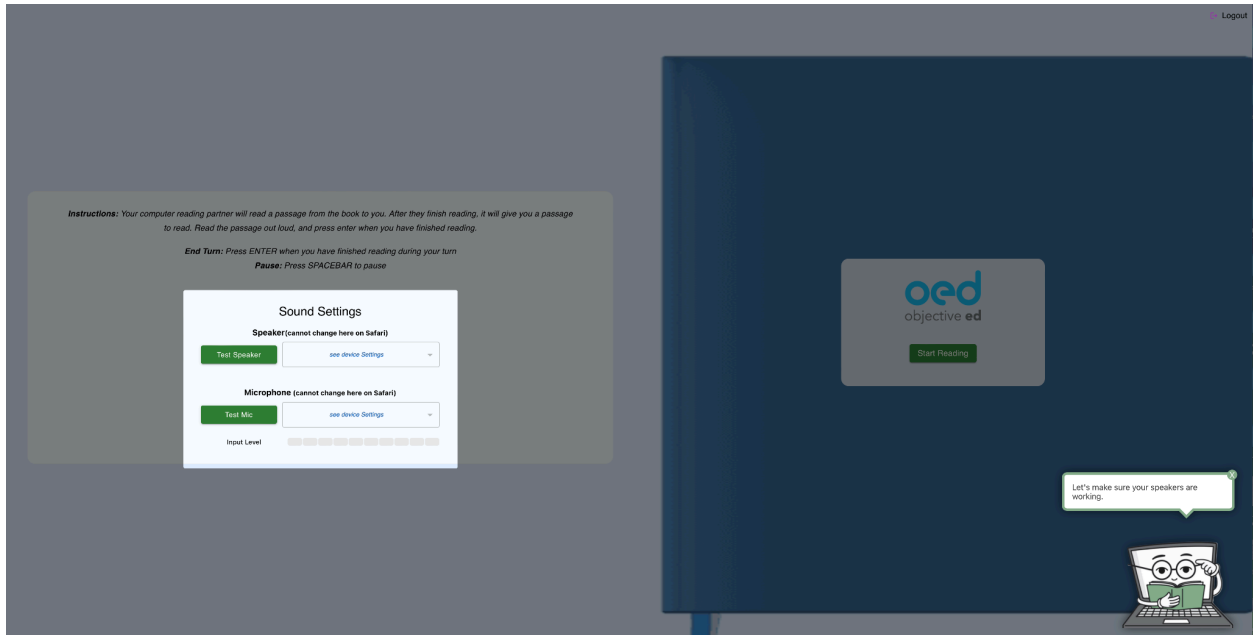 Logout
Instructions: Your computer reading partner will read a passage from the book to you. After they finish reading, it will give you a passage
to read. Read the passage out loud, and press enter when you have finished reading.
End Turn: Press ENTER when you have finished reading during your turn
Pause: Press SPACEBAR to pause
Sound Settings
Speaker(cannot change here on Safari)
Test Speaker
see device Settings
Microphone (cannot change here on Safari)
Test Mic
see device Settings
Input Level
oed
objective ed
Start Reading
X
Let's make sure your speakers are
working.